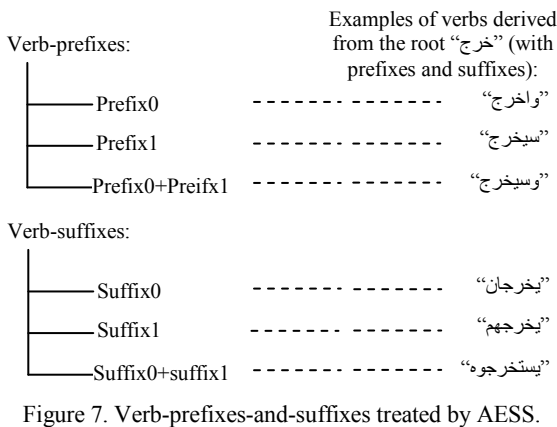 Examples of verbs derived
Verb-prefixes: from the root “خرج” (with
prefixes and suffixes):
Prefix0 - - - - - - - - - - - - - - “واخرج”
Prefix1 - - - - - - - - - - - - - - “سيخرج”
Prefix0+Preifx1 - - - - - - - - - - - - - - “وسيخرج”
Verb-suffixes:
Suffix0 - - - - - - - - - - - - - - “يخرجان”
Suffix1 - - - - - - - - - - - - - - “يخرجهم”
Suffix0+suffix1 - - - - - - - - - - - - - - “يستخرجوه”
Figure 7. Verb-prefixes-and-suffixes treated by AESS.